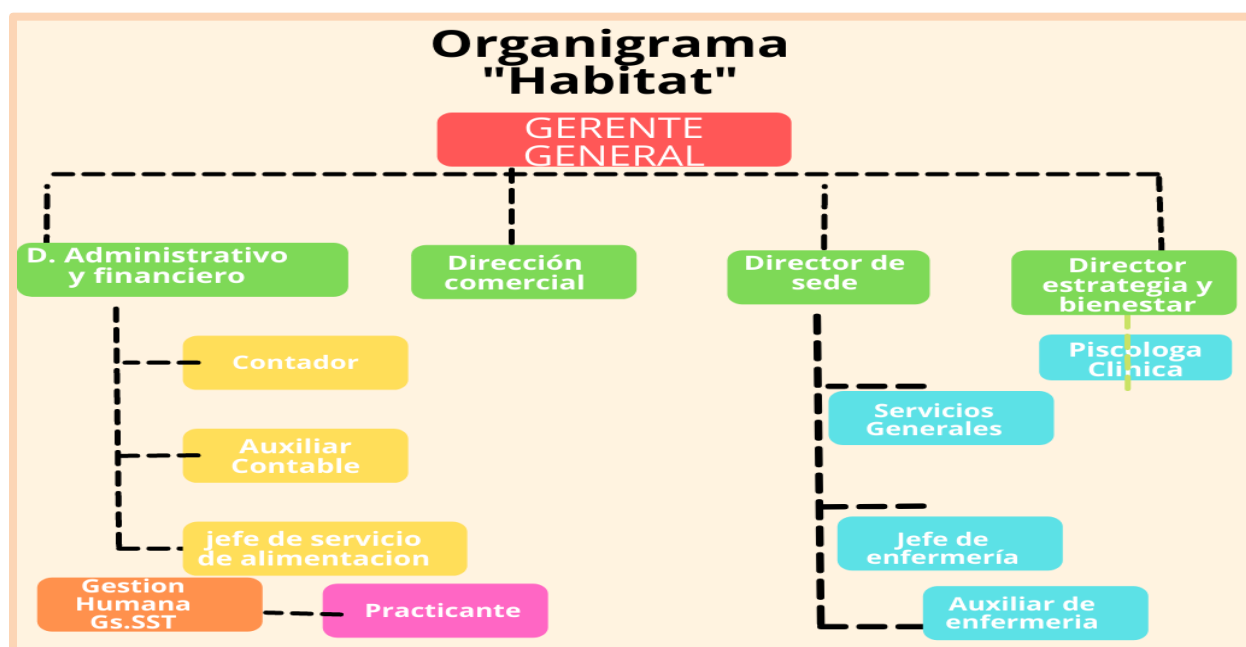 Organigrama
"Habitat"
GERENTE
GENERAL
D. Administrativo
y financiero
Dirección
comercial
Director de
sede
Director
estrategia y
bienestar
Contador
Piscologa
Clinica
Servicios
Generales
Auxiliar
Contable
jefe de servicio
de alimentacion
Jefe de
enfermería
Gestion
Humana
Gs.SST
Practicante
Auxiliar de
enfermeria